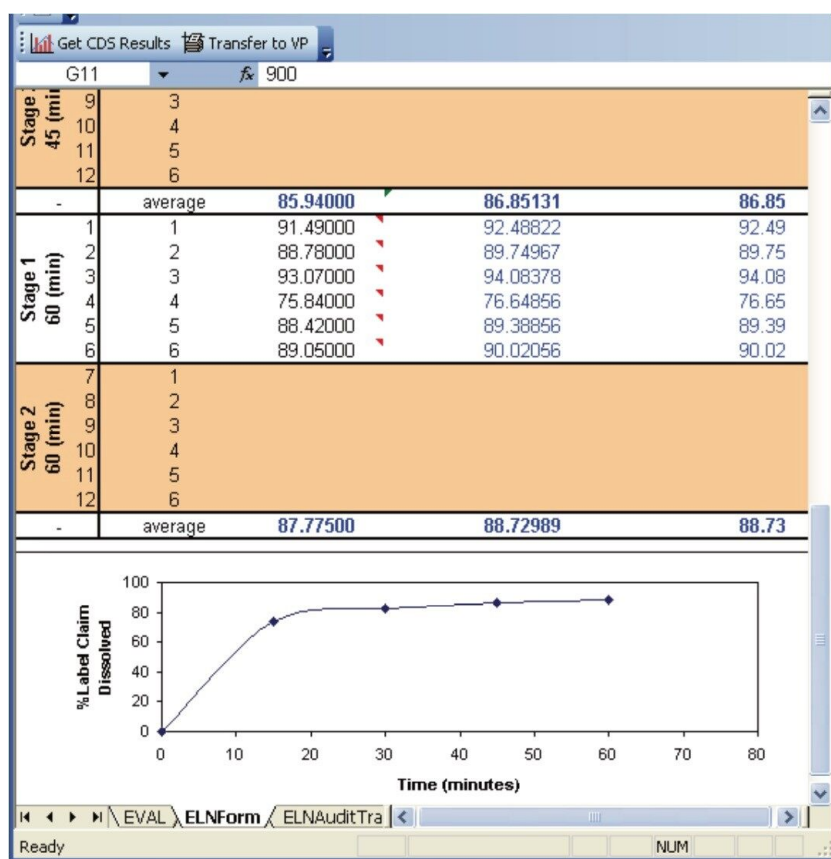 Get CDS Results Transfer to VP
G11 fx 900
Stage
45 (min
9 3
10 4
11 5
12 6
- average 85.94000 86.85131 86.85
Stage 1
60 (min)
1 1 91.49000 92.48822 92.49
2 2 88.78000 89.74967 89.75
3 3 93.07000 94.08378 94.08
4 4 75.84000 76.64856 76.65
5 5 88.42000 89.38856 89.39
6 6 89.05000 90.02056 90.02
Stage 2
60 (min)
7 1
8 2
9 3
10 4
11 5
12 6
- average 87.77500 88.72989 88.73
%Label Claim
Dissolved
100
80
60
40
20
0
0 10 20 30 40 50 60 70 80
Time (minutes)
EVAL ELNForm ELNAuditTra
Ready NUM